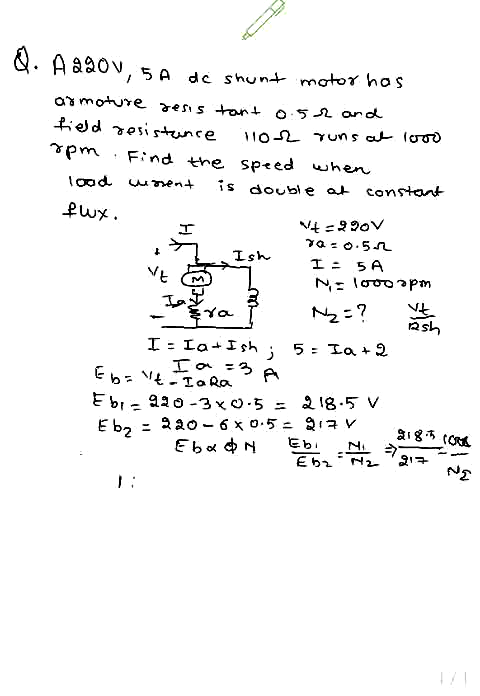 Q. A 220V, 5A dc shunt motor has
armature resis tant 0.5Ω and
field resistance 110Ω runs at 1000
rpm. Find the speed when
load current is double at constant
flux.
I
+ Ish
Vt M
Ia
- ra
Vt = 220V
ra = 0.5Ω
I = 5A
N1 = 1000 rpm
N2 = ? Vt/Rsh
I = Ia + Ish ; 5 = Ia + 2
Ia = 3 A
Eb = Vt - IaRa
Eb1 = 220 - 3 x 0.5 = 218.5 V
Eb2 = 220 - 6 x 0.5 = 217 V
Eb ∝ ϕ N Eb1/Eb2 = N1/N2 ⇒ 218.5/217 = 1000/N2